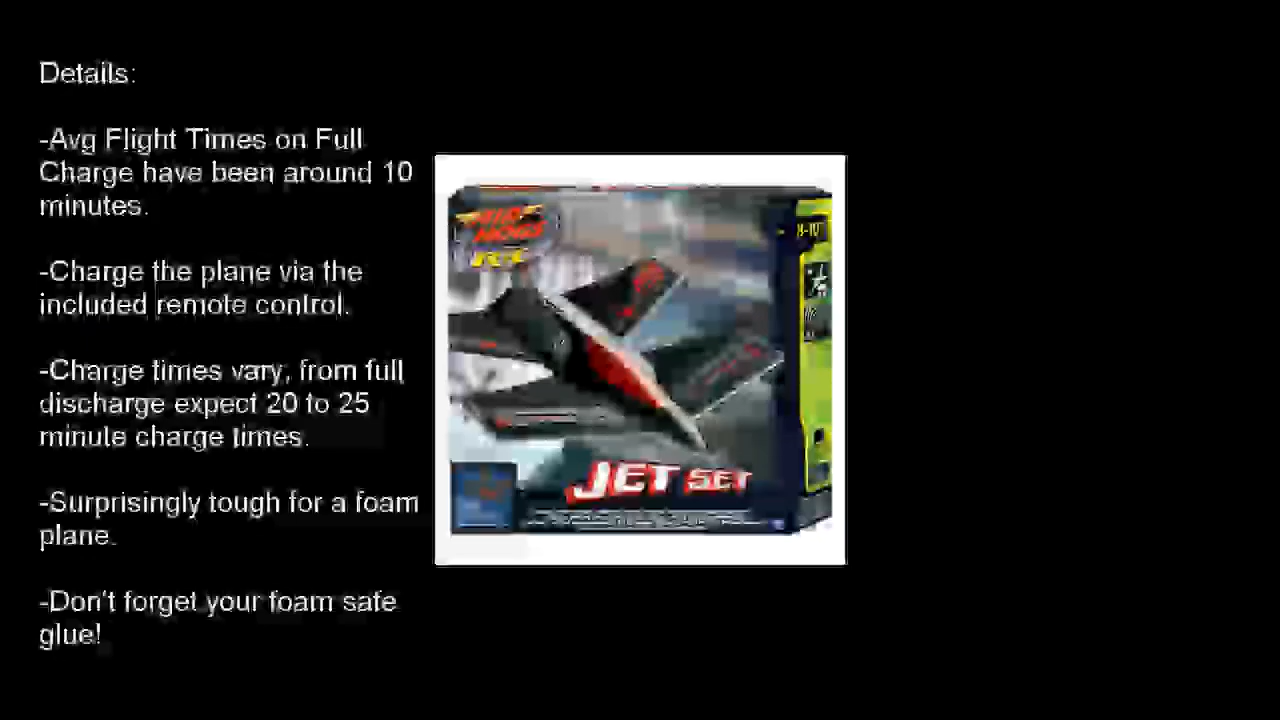 Details:
-Avg Flight Times on Full
Charge have been around 10
minutes.
-Charge the plane via the
included remote control.
-Charge times vary, from full
discharge expect 20 to 25
minute charge times.
-Surprisingly tough for a foam
plane.
-Don't forget your foam safe
glue!
AIR
HOGS
R/C
JET SET